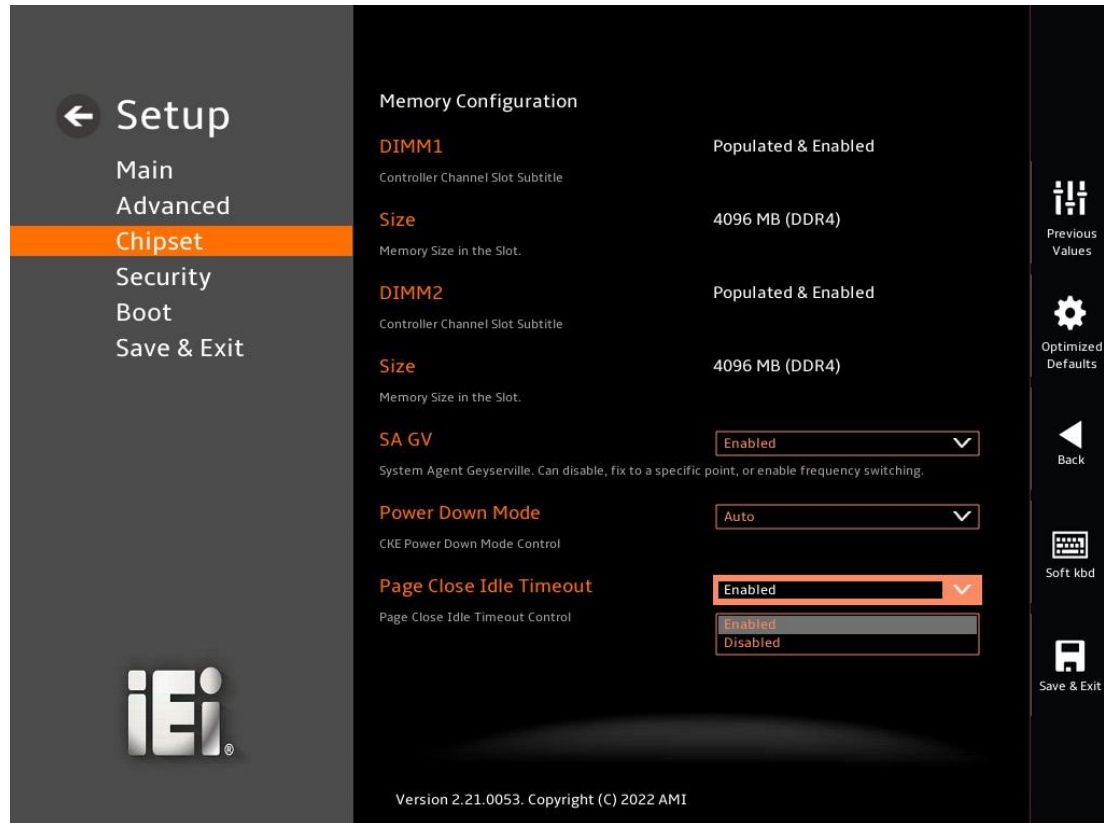 Setup
Main
Advanced
Chipset
Security
Boot
Save & Exit
iEi®
Memory Configuration
DIMM1 Populated & Enabled
Controller Channel Slot Subtitle
Size 4096 MB (DDR4)
Memory Size in the Slot.
DIMM2 Populated & Enabled
Controller Channel Slot Subtitle
Size 4096 MB (DDR4)
Memory Size in the Slot.
SA GV Enabled
System Agent Geyserville. Can disable, fix to a specific point, or enable frequency switching.
Power Down Mode Auto
CKE Power Down Mode Control
Page Close Idle Timeout Enabled
Page Close Idle Timeout Control
Enabled
Disabled
Version 2.21.0053. Copyright (C) 2022 AMI
Previous
Values
Optimized
Defaults
Back
Soft kbd
Save & Exit